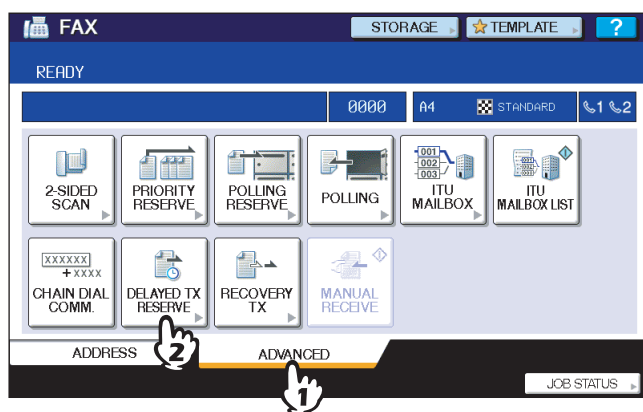 FAX
STORAGE
TEMPLATE
?
READY
0000
A4
STANDARD
1
2
2-SIDED
SCAN
PRIORITY
RESERVE
POLLING
RESERVE
POLLING
001
002
003
ITU
MAILBOX
ITU
MAILBOX LIST
XXXXXX
+XXXX
CHAIN DIAL
COMM.
DELAYED TX
RESERVE
RECOVERY
TX
MANUAL
RECEIVE
ADDRESS
2
ADVANCED
1
JOB STATUS